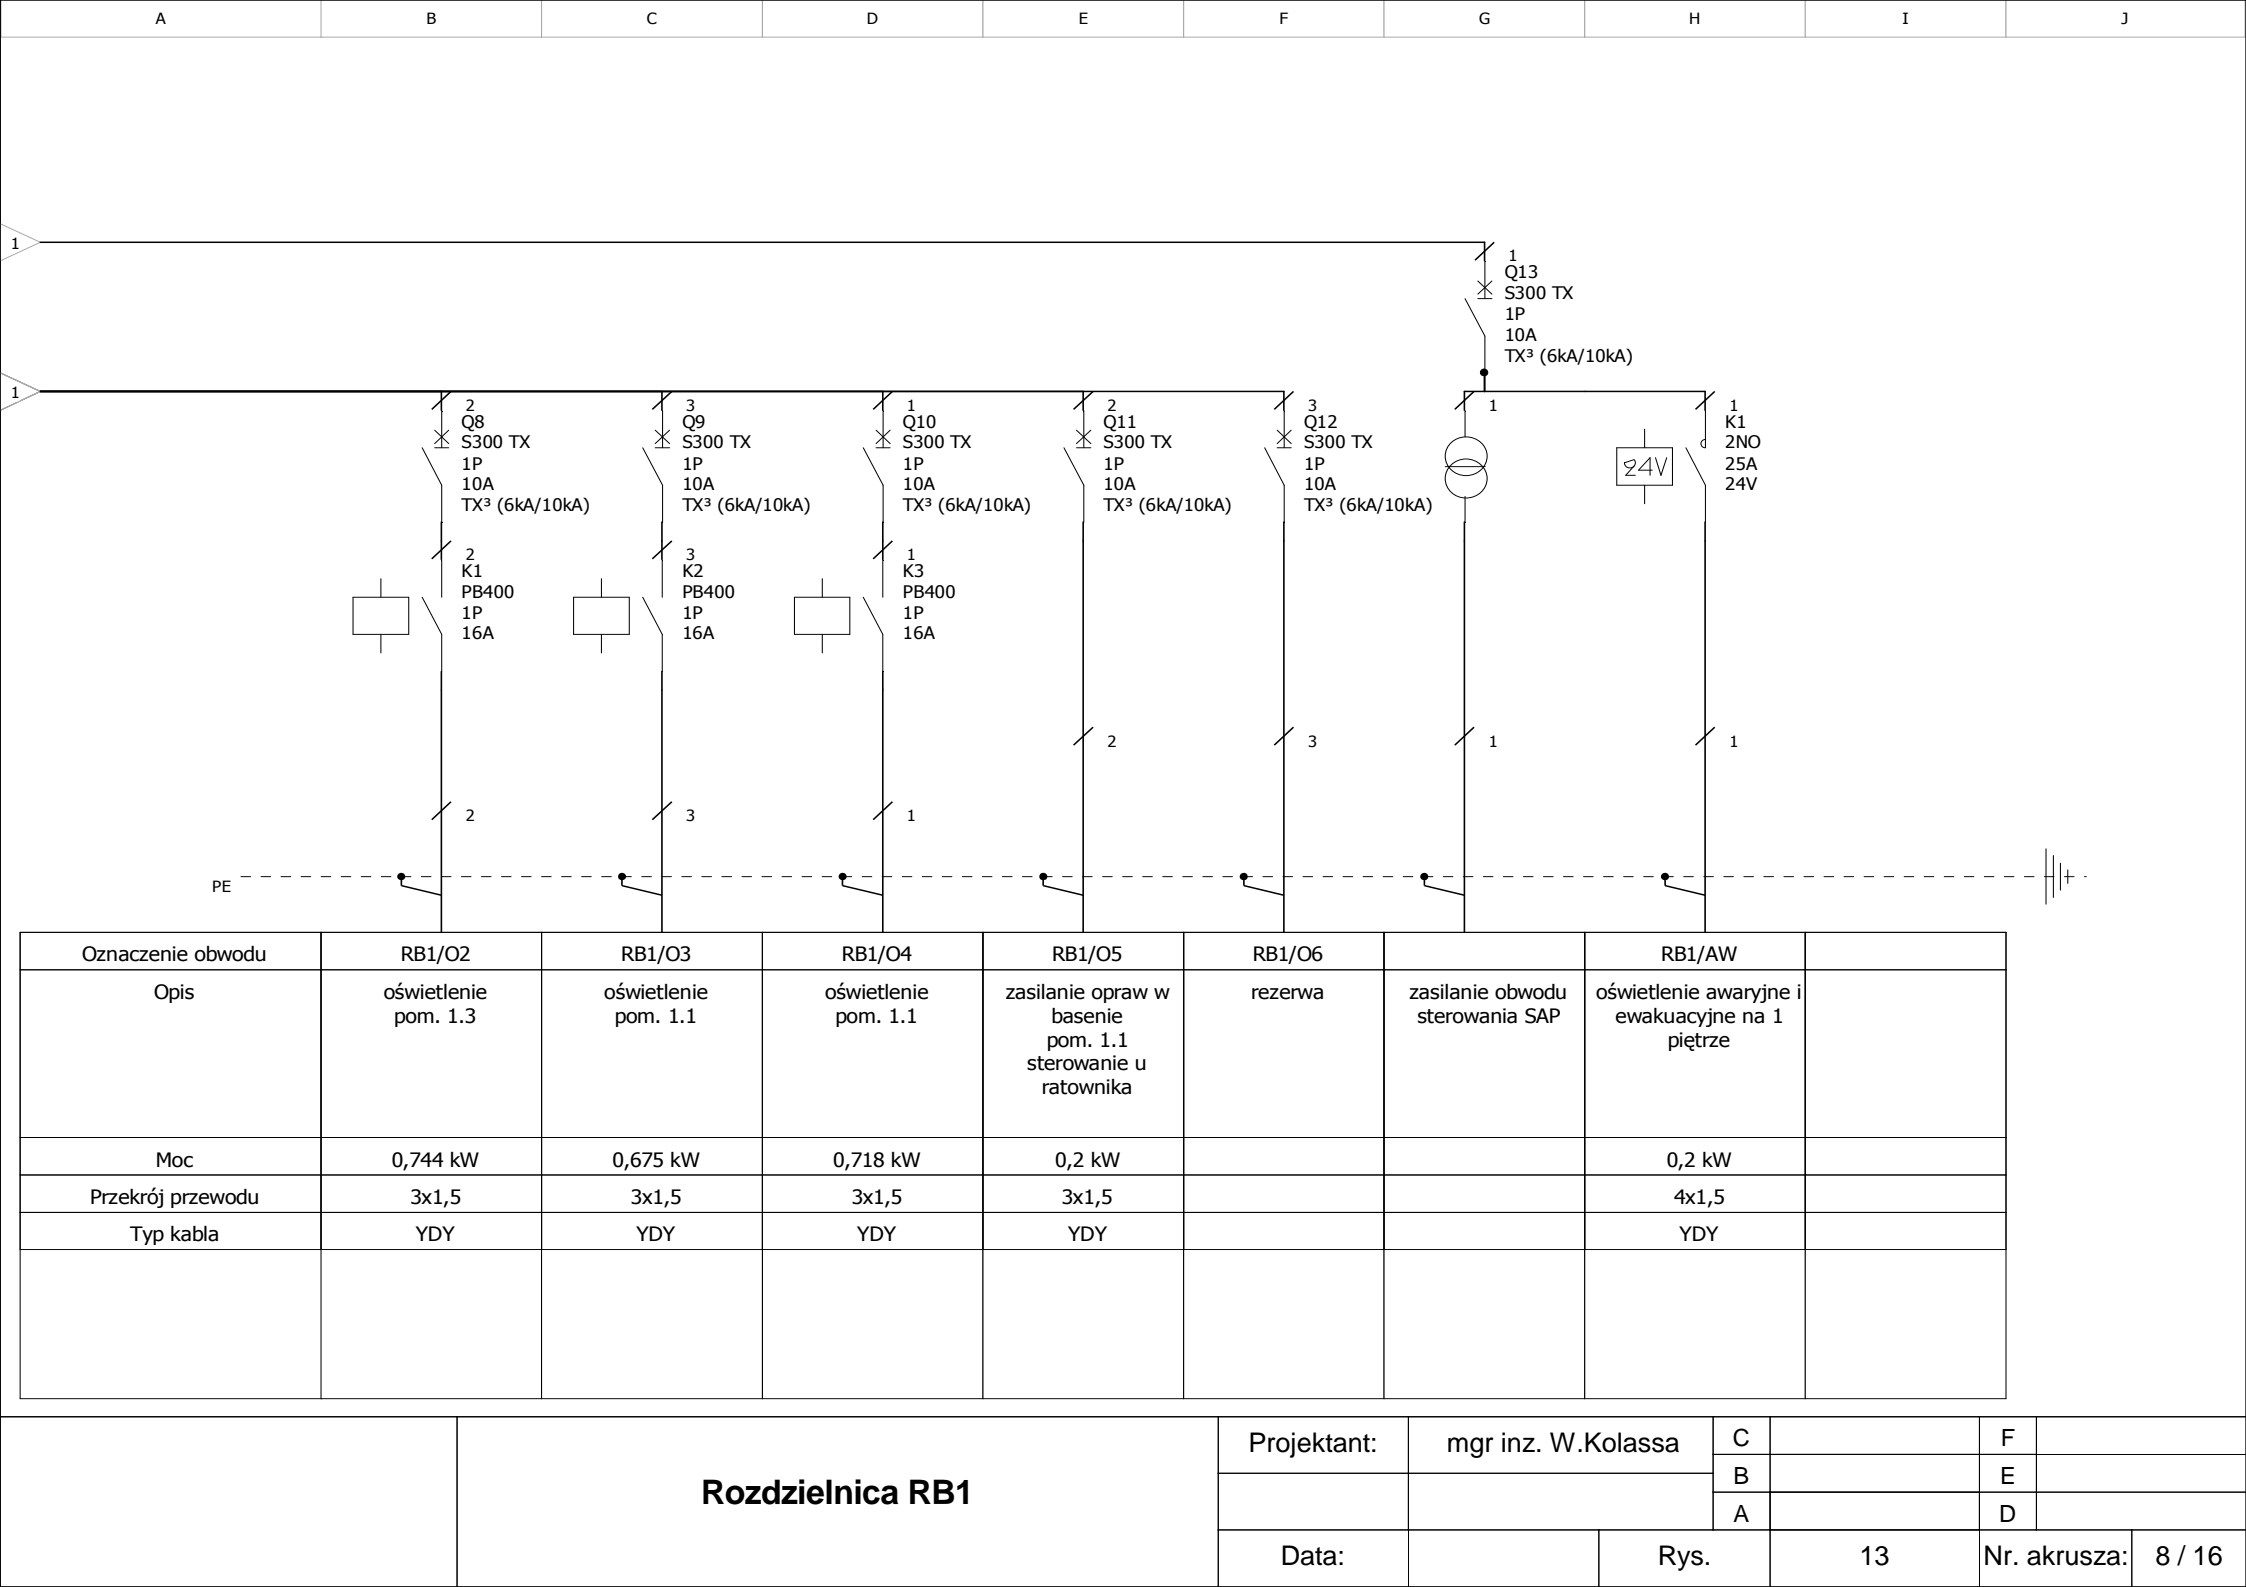 A B C D E F G H I J
1
1
Q13
S300 TX
1P
10A
TX³ (6kA/10kA)
1
2
Q8
S300 TX
1P
10A
TX³ (6kA/10kA)
3
Q9
S300 TX
1P
10A
TX³ (6kA/10kA)
1
Q10
S300 TX
1P
10A
TX³ (6kA/10kA)
2
Q11
S300 TX
1P
10A
TX³ (6kA/10kA)
3
Q12
S300 TX
1P
10A
TX³ (6kA/10kA)
1
24V
1
K1
2NO
25A
24V
2
K1
PB400
1P
16A
3
K2
PB400
1P
16A
1
K3
PB400
1P
16A
2 3 1 1
2 3 1
PE
Oznaczenie obwodu RB1/O2 RB1/O3 RB1/O4 RB1/O5 RB1/O6 RB1/AW
Opis
oświetlenie
pom. 1.3
oświetlenie
pom. 1.1
oświetlenie
pom. 1.1
zasilanie opraw w
basenie
pom. 1.1
sterowanie u
ratownika
rezerwa
zasilanie obwodu
sterowania SAP
oświetlenie awaryjne i
ewakuacyjne na 1
piętrze
Moc 0,744 kW 0,675 kW 0,718 kW 0,2 kW 0,2 kW
Przekrój przewodu 3x1,5 3x1,5 3x1,5 3x1,5 4x1,5
Typ kabla YDY YDY YDY YDY YDY
Rozdzielnica RB1
Projektant: mgr inz. W.Kolassa C F
B E
A D
Data: Rys. 13 Nr. akrusza: 8 / 16